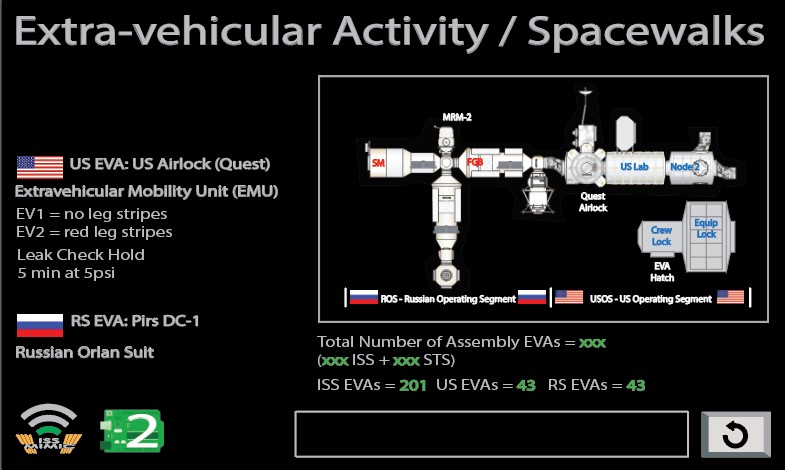 Extra-vehicular Activity / Spacewalks
US EVA: US Airlock (Quest)
Extravehicular Mobility Unit (EMU)
EV1 = no leg stripes
EV2 = red leg stripes
Leak Check Hold
5 min at 5psi
RS EVA: Pirs DC-1
Russian Orlan Suit
MRM-2
SM
FGB
US Lab
Node 2
Quest
Airlock
Crew
Lock
Equip
Lock
EVA
Hatch
ROS - Russian Operating Segment
USOS - US Operating Segment
Total Number of Assembly EVAs = xxx
(xxx ISS + xxx STS)
ISS EVAs = 201 US EVAs = 43 RS EVAs = 43
ISS
MIMIC
2